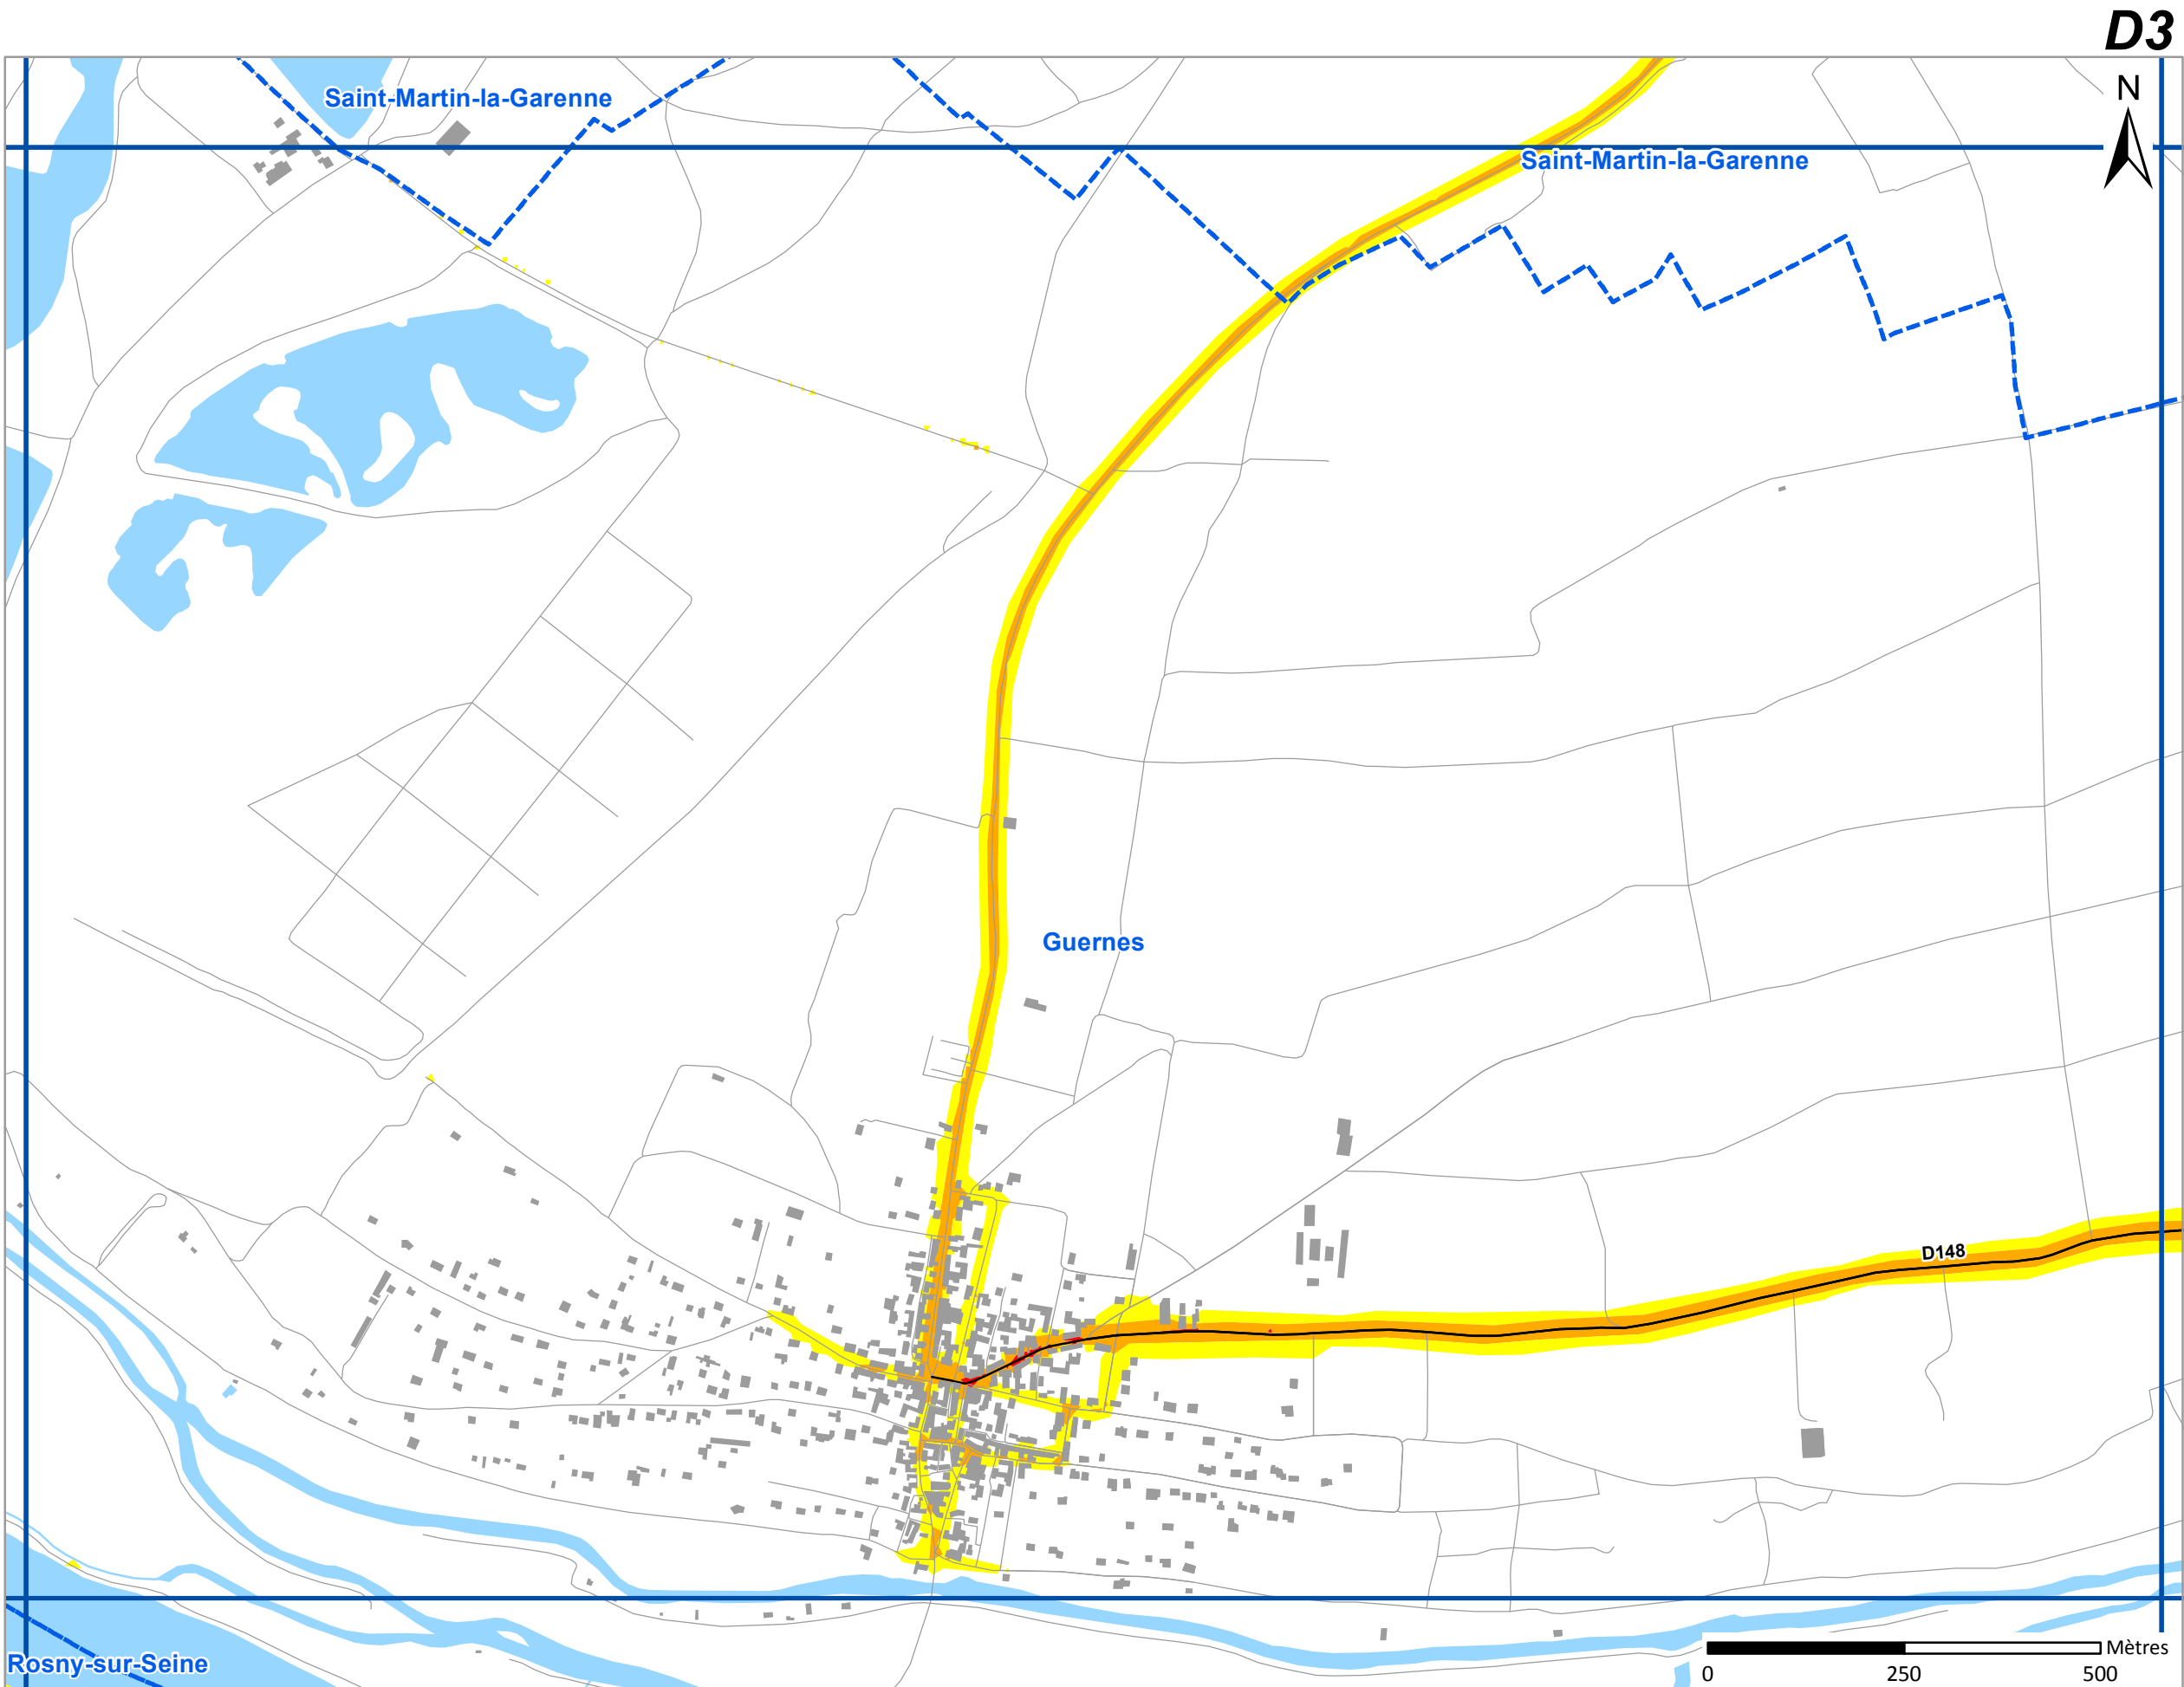 D3
N
Saint-Martin-la-Garenne
Saint-Martin-la-Garenne
Guernes
D148
Rosny-sur-Seine
Mètres
0 250 500